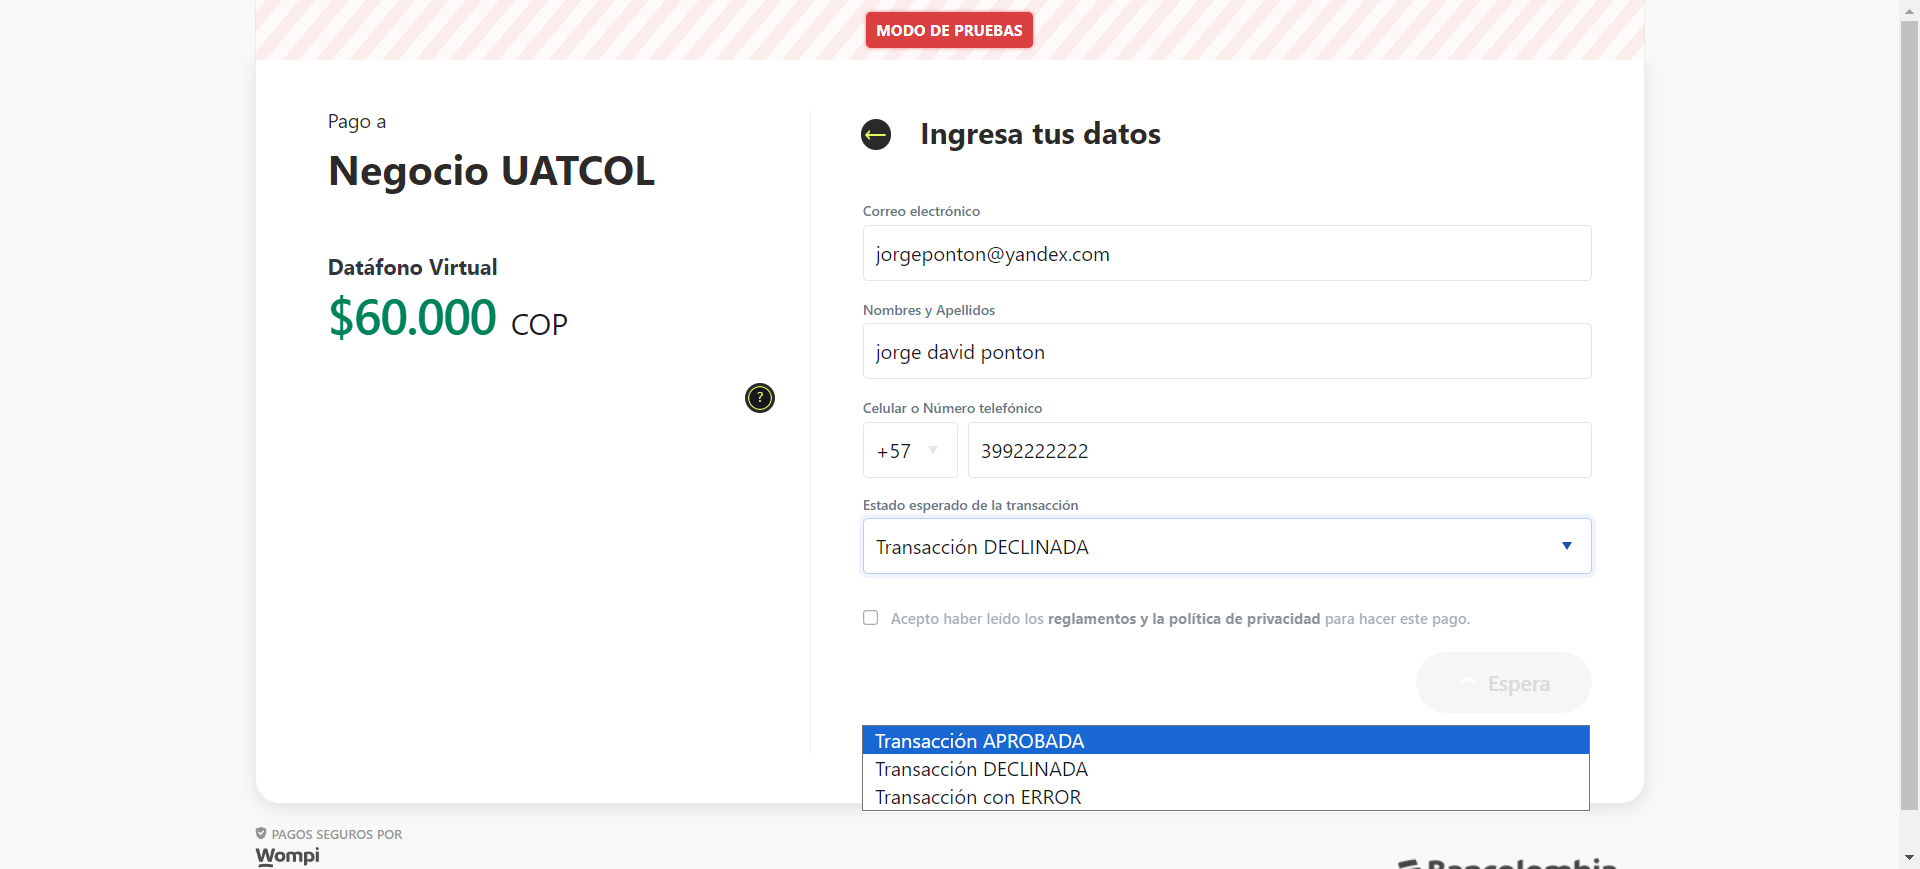 MODO DE PRUEBAS
Pago a
Negocio UATCOL
Datáfono Virtual
$60.000 COP
?
Ingresa tus datos
Correo electrónico
jorgeponton@yandex.com
Nombres y Apellidos
jorge david ponton
Celular o Número telefónico
+57 3992222222
Estado esperado de la transacción
Transacción DECLINADA
Acepto haber leído los reglamentos y la política de privacidad para hacer este pago.
Espera
Transacción APROBADA
Transacción DECLINADA
Transacción con ERROR
PAGOS SEGUROS POR
Wompi
Bancolombia